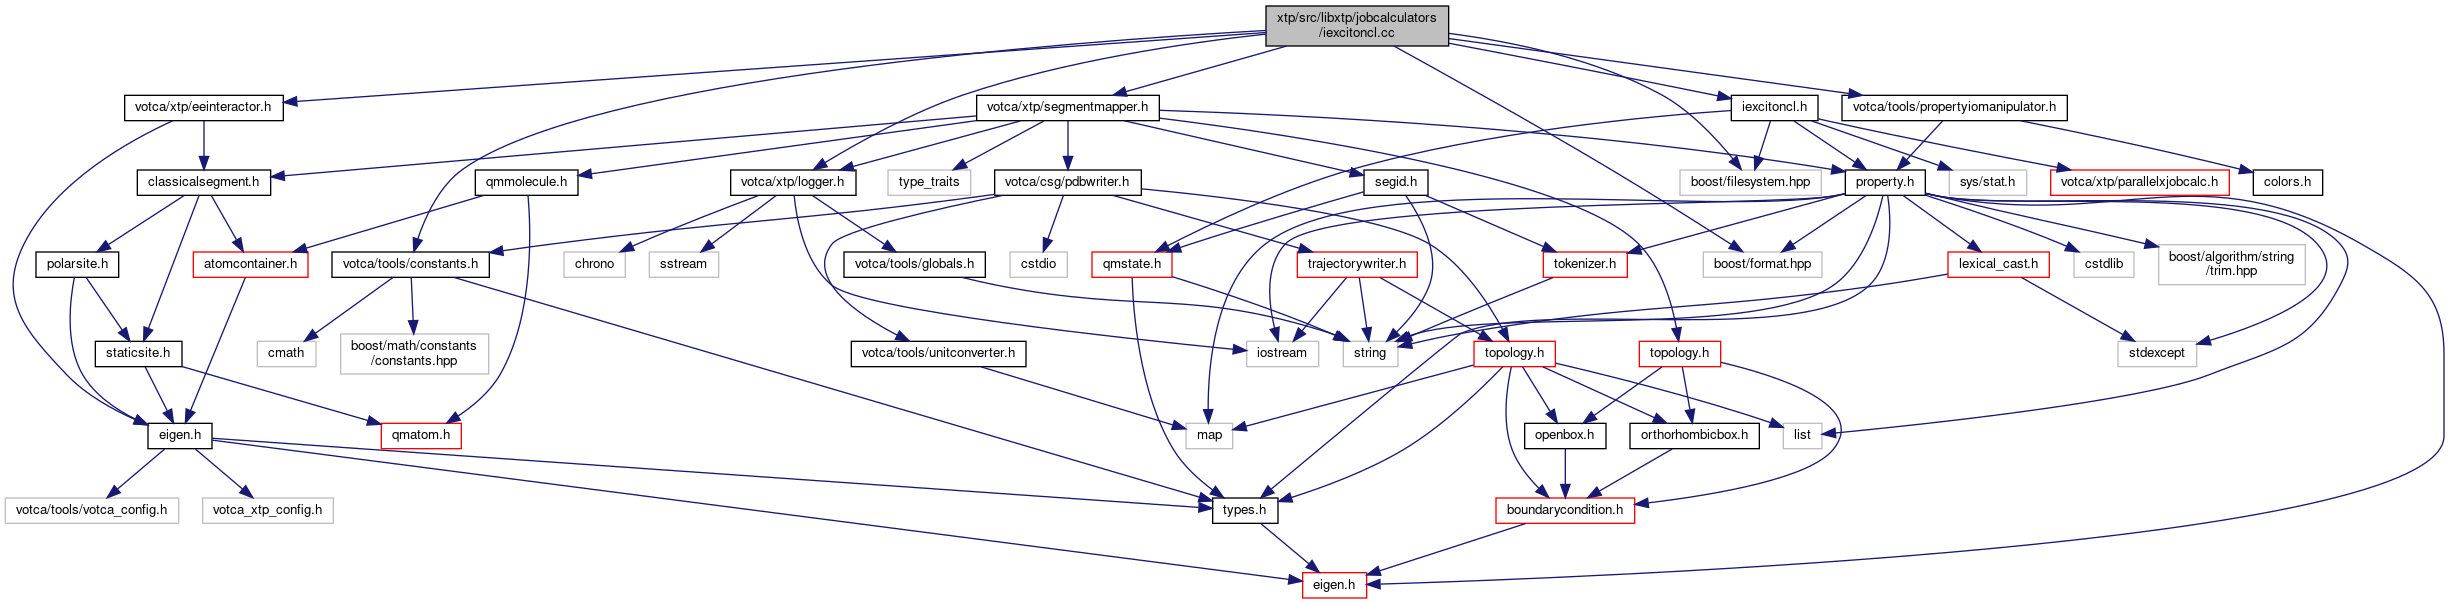 xtp/src/libxtp/jobcalculators
/iexcitoncl.cc
votca/xtp/eeinteractor.h
votca/xtp/segmentmapper.h
iexcitoncl.h
votca/tools/propertyiomanipulator.h
classicalsegment.h
qmmolecule.h
votca/xtp/logger.h
type_traits
votca/csg/pdbwriter.h
segid.h
boost/filesystem.hpp
property.h
sys/stat.h
votca/xtp/parallelxjobcalc.h
colors.h
polarsite.h
atomcontainer.h
votca/tools/constants.h
chrono
sstream
votca/tools/globals.h
cstdio
qmstate.h
trajectorywriter.h
tokenizer.h
boost/format.hpp
lexical_cast.h
cstdlib
boost/algorithm/string
/trim.hpp
staticsite.h
cmath
boost/math/constants
/constants.hpp
votca/tools/unitconverter.h
iostream
string
topology.h
topology.h
stdexcept
eigen.h
qmatom.h
map
openbox.h
orthorhombicbox.h
list
votca/tools/votca_config.h
votca_xtp_config.h
types.h
boundarycondition.h
eigen.h